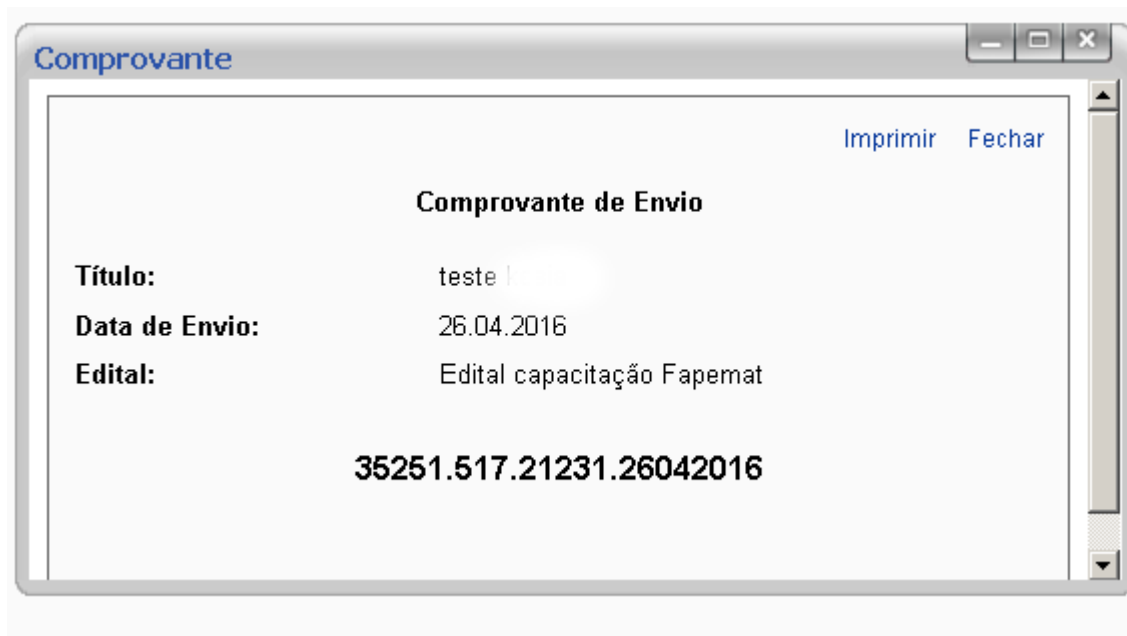 Comprovante
Imprimir Fechar
Comprovante de Envio
Título: teste
Data de Envio: 26.04.2016
Edital: Edital capacitação Fapemat
35251.517.21231.26042016